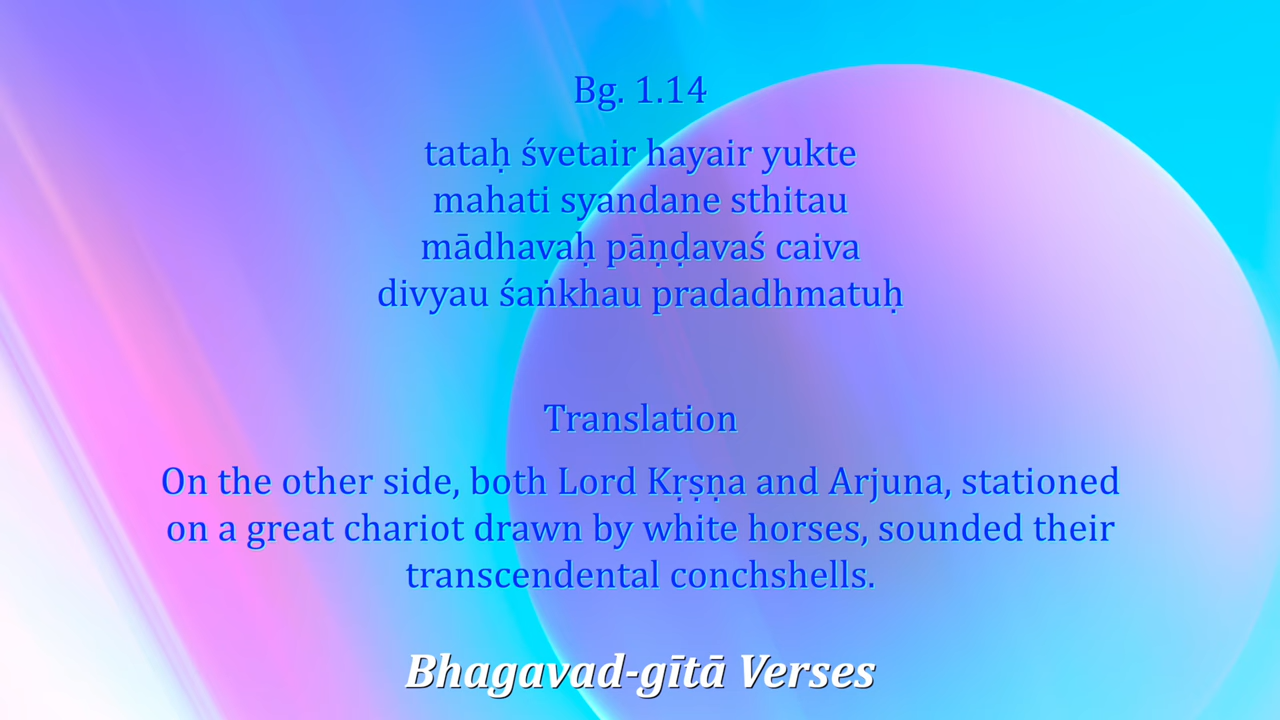 Bg. 1.14
tataḥ śvetair hayair yukte
mahati syandane sthitau
mādhavaḥ pāṇḍavaś caiva
divyau śaṅkhau pradadhmatuḥ
Translation
On the other side, both Lord Kṛṣṇa and Arjuna, stationed
on a great chariot drawn by white horses, sounded their
transcendental conchshells.
Bhagavad-gītā Verses